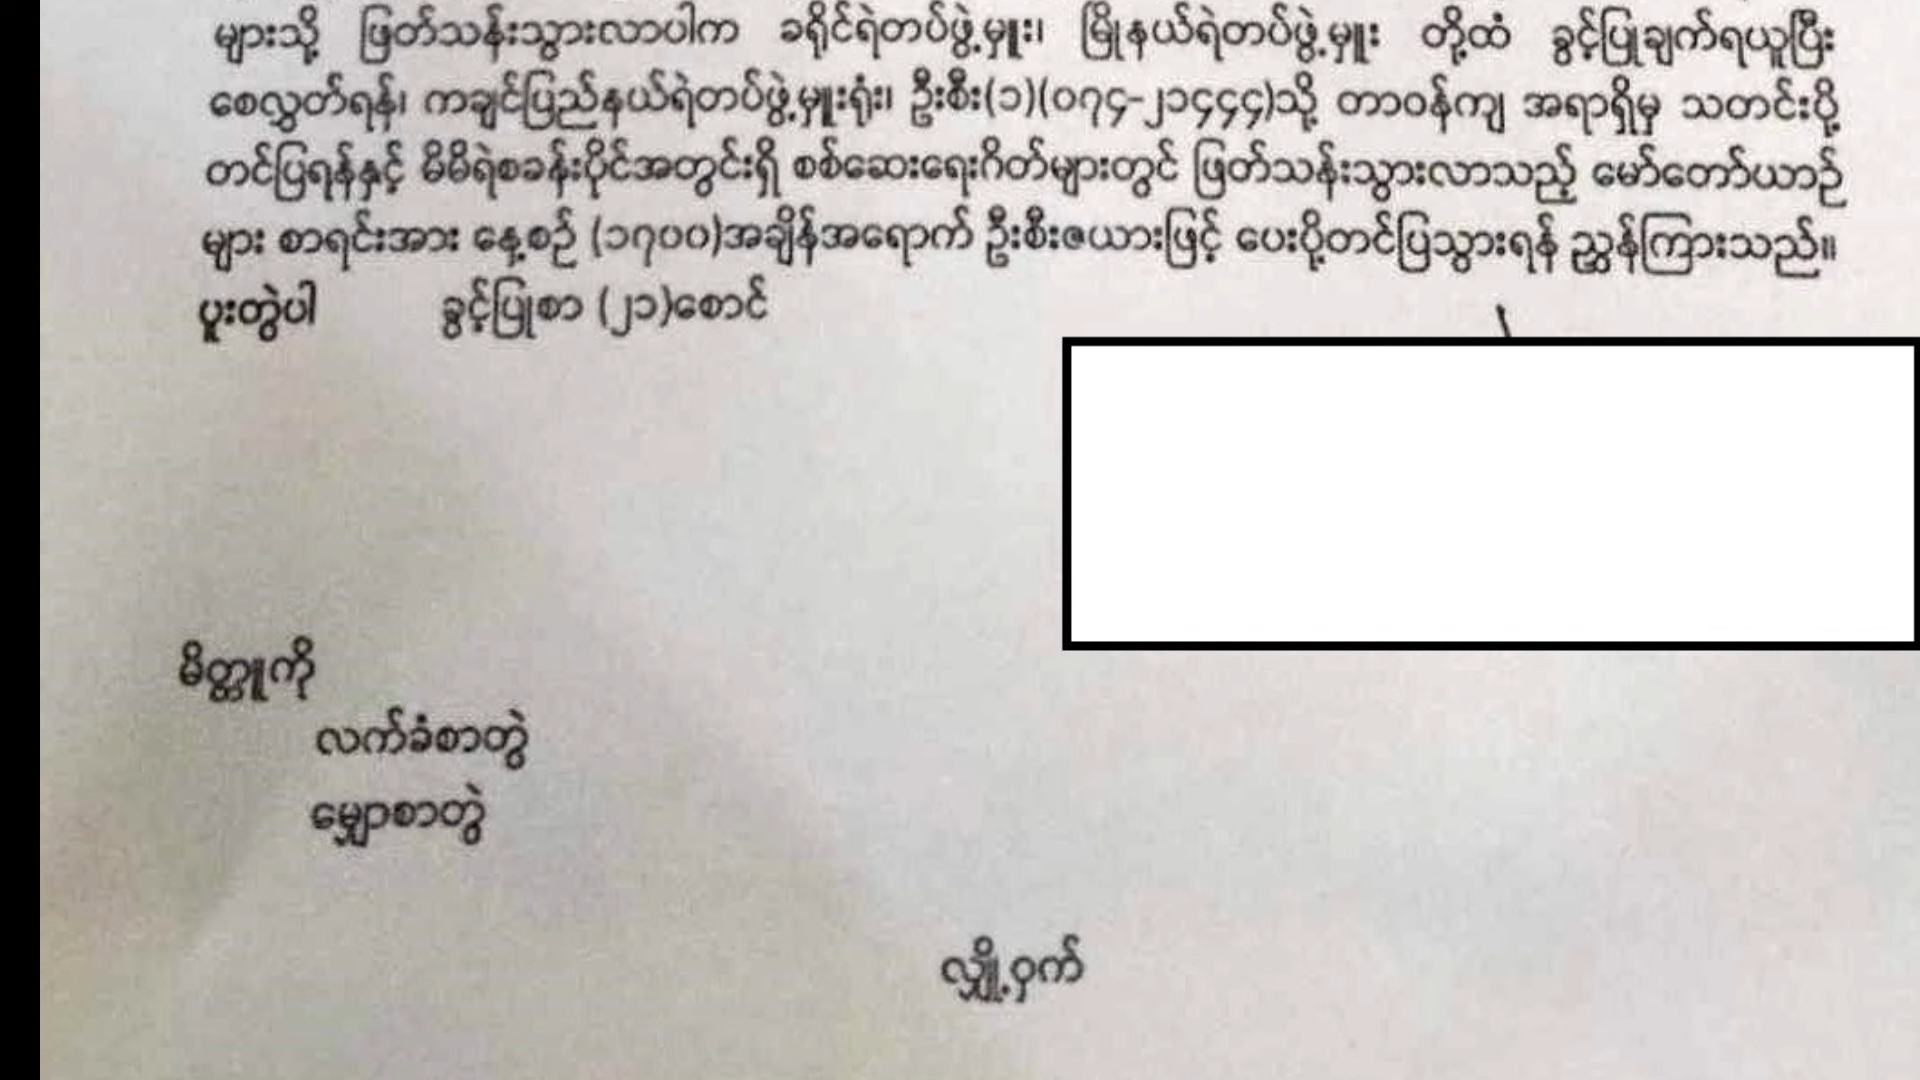 များသို့ ဖြတ်သန်းသွားလာပါက ခရိုင်ရဲတပ်ဖွဲ့မှူး၊ မြို့နယ်ရဲတပ်ဖွဲ့မှူး တို့ထံ ခွင့်ပြုချက်ရယူပြီး
စေလွှတ်ရန်၊ ကချင်ပြည်နယ်ရဲတပ်ဖွဲ့မှူးရုံး၊ ဦးစီး(၁)(၀၇၄-၂၁၄၄၄)သို့ တာဝန်ကျ အရာရှိမှ သတင်းပို့
တင်ပြရန်နှင့် မိမိရဲစခန်းပိုင်အတွင်းရှိ စစ်ဆေးရေးဂိတ်များတွင် ဖြတ်သန်းသွားလာသည့် မော်တော်ယာဉ်
များ စာရင်းအား နေ့စဉ် (၁၇၀၀)အချိန်အရောက် ဦးစီးဇယားဖြင့် ပေးပို့တင်ပြသွားရန် ညွှန်ကြားသည်။
ပူးတွဲပါ ခွင့်ပြုစာ (၂၁)စောင်
မိတ္တူကို
လက်ခံစာတွဲ
မျှောစာတွဲ
လျှို့ဝှက်